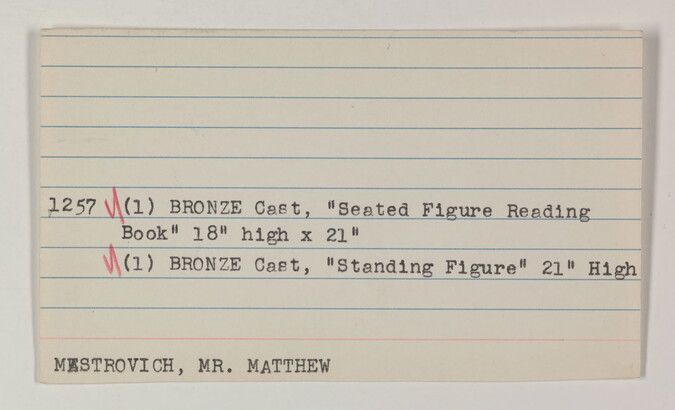 1257 (1) BRONZE Cast, "Seated Figure Reading
Book" 18" high x 21"
(1) BRONZE Cast, "Standing Figure" 21" High
MESTROVICH, MR. MATTHEW